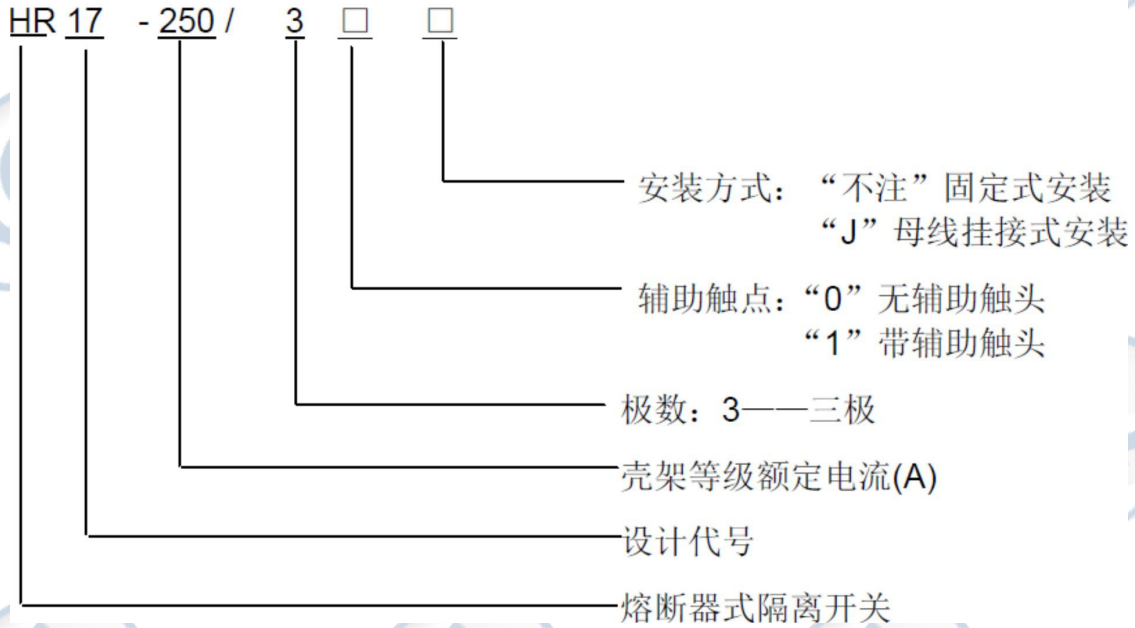 HR 17 - 250 / 3 □ □
安装方式：“不注”固定式安装
“J”母线挂接式安装
辅助触点：“0”无辅助触头
“1”带辅助触头
极数：3——三极
壳架等级额定电流(A)
设计代号
熔断器式隔离开关